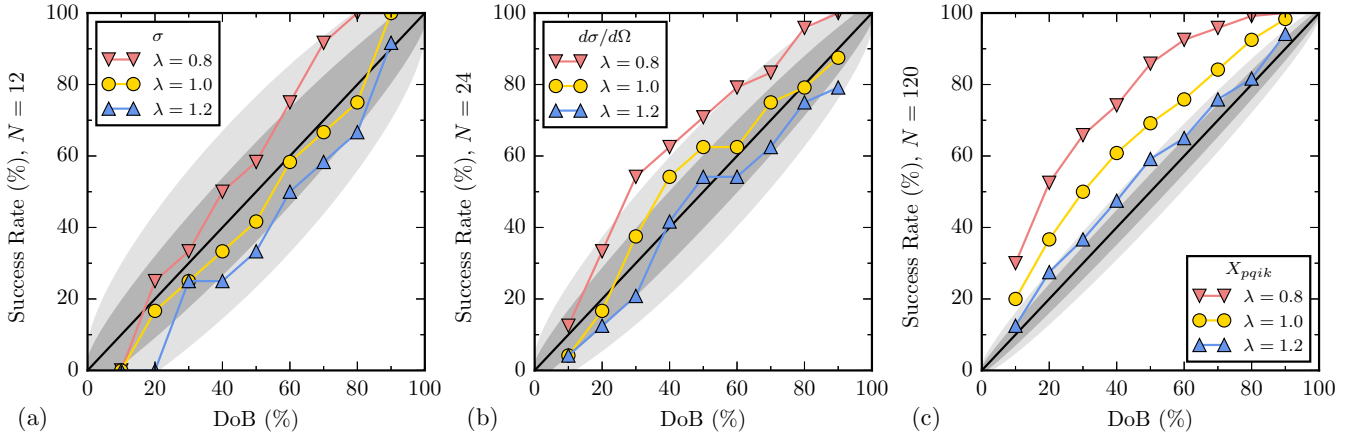 Success Rate (%), N = 12
100
80
60
40
20
0
σ
λ = 0.8
λ = 1.0
λ = 1.2
0 20 40 60 80 100
(a) DoB (%)
Success Rate (%), N = 24
100
80
60
40
20
0
dσ/dΩ
λ = 0.8
λ = 1.0
λ = 1.2
0 20 40 60 80 100
(b) DoB (%)
Success Rate (%), N = 120
100
80
60
40
20
0
X_{pqik}
λ = 0.8
λ = 1.0
λ = 1.2
0 20 40 60 80 100
(c) DoB (%)